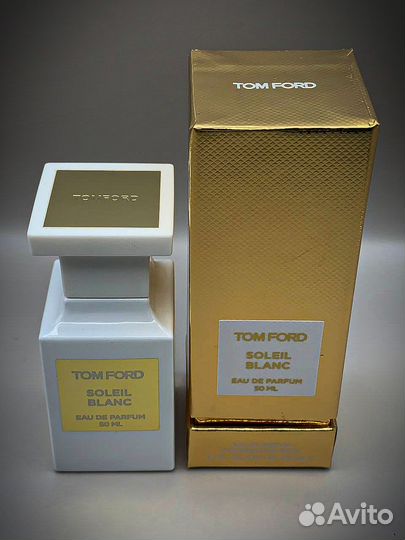 TOM FORD
TOM FORD
TOM FORD
SOLEIL
BLANC
EAU DE PARFUM
50 ML
TOM FORD
SOLEIL
BLANC
EAU DE PARFUM
50 ML
Avito